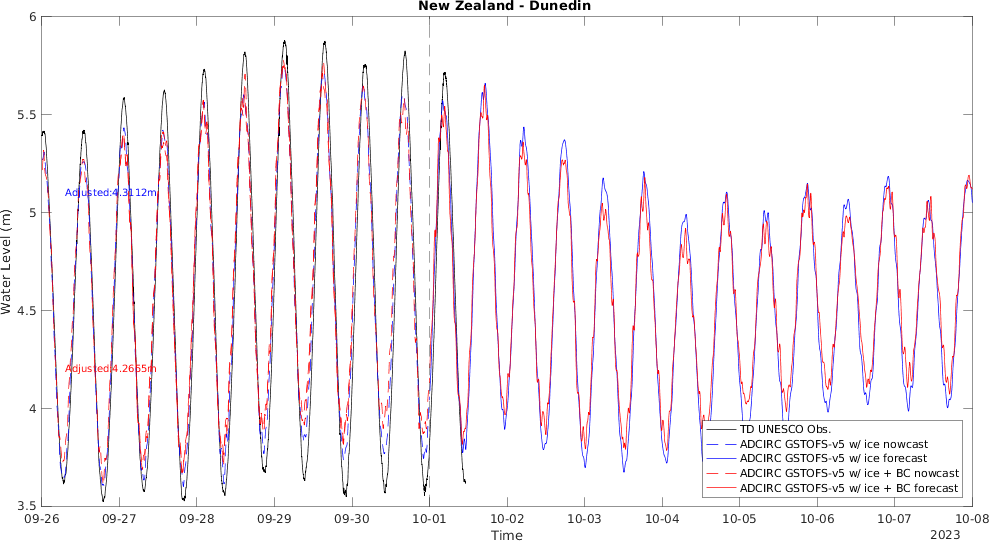 New Zealand - Dunedin
6
5.5
5
4.5
4
3.5
Water Level (m)
Adjusted:4.3112m
Adjusted:4.2665m
TD UNESCO Obs.
ADCIRC GSTOFS-v5 w/ ice nowcast
ADCIRC GSTOFS-v5 w/ ice forecast
ADCIRC GSTOFS-v5 w/ ice + BC nowcast
ADCIRC GSTOFS-v5 w/ ice + BC forecast
09-26 09-27 09-28 09-29 09-30 10-01 10-02 10-03 10-04 10-05 10-06 10-07 10-08
Time
2023